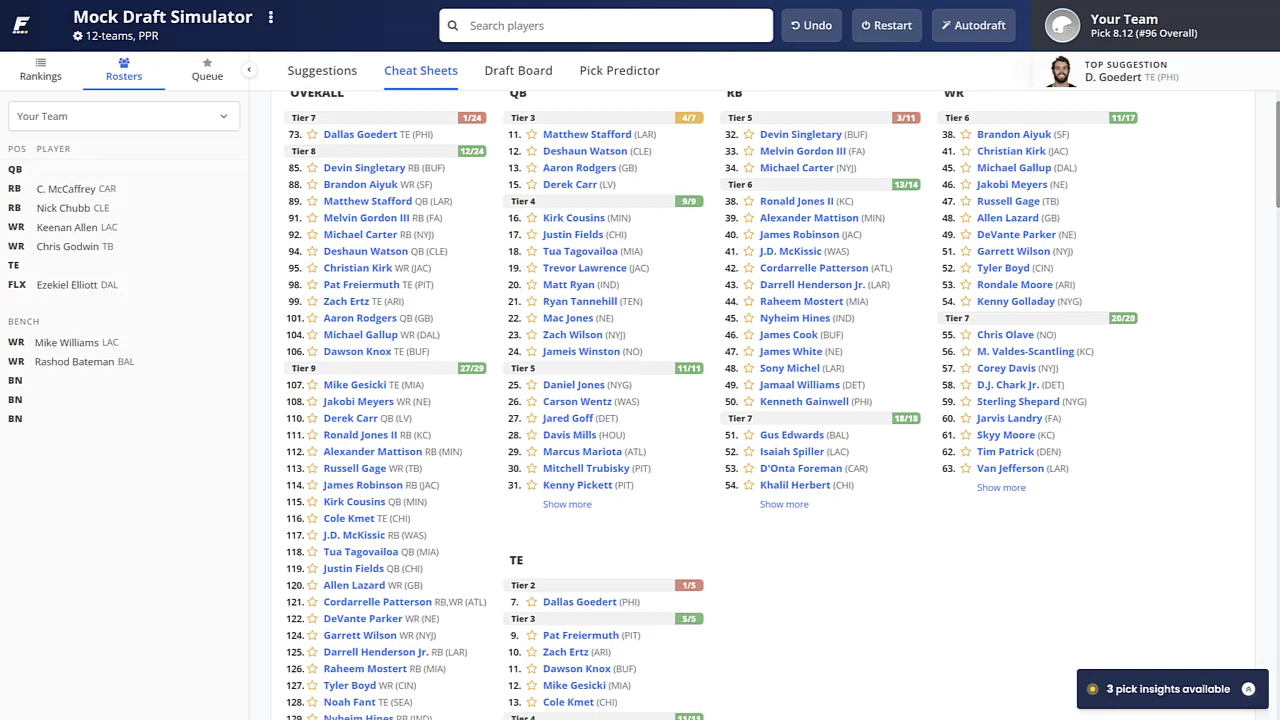 Mock Draft Simulator
12-teams, PPR
Search players
Undo
Restart
Autodraft
Your Team
Pick 8.12 (#96 Overall)
Rankings
Rosters
Queue
Suggestions
Cheat Sheets
Draft Board
Pick Predictor
TOP SUGGESTION
D. Goedert TE (PHI)
Your Team
POS PLAYER
QB
RB C. McCaffrey CAR
RB Nick Chubb CLE
WR Keenan Allen LAC
WR Chris Godwin TB
TE
FLX Ezekiel Elliott DAL
BENCH
WR Mike Williams LAC
WR Rashod Bateman BAL
BN
BN
BN
OVERALL
Tier 7 1/24
73. Dallas Goedert TE (PHI)
Tier 8 12/24
85. Devin Singletary RB (BUF)
88. Brandon Aiyuk WR (SF)
89. Matthew Stafford QB (LAR)
91. Melvin Gordon III RB (FA)
92. Michael Carter RB (NYJ)
94. Deshaun Watson QB (CLE)
95. Christian Kirk WR (JAC)
98. Pat Freiermuth TE (PIT)
99. Zach Ertz TE (ARI)
101. Aaron Rodgers QB (GB)
104. Michael Gallup WR (DAL)
106. Dawson Knox TE (BUF)
Tier 9 27/29
107. Mike Gesicki TE (MIA)
108. Jakobi Meyers WR (NE)
110. Derek Carr QB (LV)
111. Ronald Jones II RB (KC)
112. Alexander Mattison RB (MIN)
113. Russell Gage WR (TB)
114. James Robinson RB (JAC)
115. Kirk Cousins QB (MIN)
116. Cole Kmet TE (CHI)
117. J.D. McKissic RB (WAS)
118. Tua Tagovailoa QB (MIA)
119. Justin Fields QB (CHI)
120. Allen Lazard WR (GB)
121. Cordarrelle Patterson RB,WR (ATL)
122. DeVante Parker WR (NE)
124. Garrett Wilson WR (NYJ)
125. Darrell Henderson Jr. RB (LAR)
126. Raheem Mostert RB (MIA)
127. Tyler Boyd WR (CIN)
128. Noah Fant TE (SEA)
129. Nyheim Hines RB (IND)
QB
Tier 3 4/7
11. Matthew Stafford (LAR)
12. Deshaun Watson (CLE)
13. Aaron Rodgers (GB)
15. Derek Carr (LV)
Tier 4 9/9
16. Kirk Cousins (MIN)
17. Justin Fields (CHI)
18. Tua Tagovailoa (MIA)
19. Trevor Lawrence (JAC)
20. Matt Ryan (IND)
21. Ryan Tannehill (TEN)
22. Mac Jones (NE)
23. Zach Wilson (NYJ)
24. Jameis Winston (NO)
Tier 5 11/11
25. Daniel Jones (NYG)
26. Carson Wentz (WAS)
27. Jared Goff (DET)
28. Davis Mills (HOU)
29. Marcus Mariota (ATL)
30. Mitchell Trubisky (PIT)
31. Kenny Pickett (PIT)
Show more
TE
Tier 2 1/5
7. Dallas Goedert (PHI)
Tier 3 5/5
9. Pat Freiermuth (PIT)
10. Zach Ertz (ARI)
11. Dawson Knox (BUF)
12. Mike Gesicki (MIA)
13. Cole Kmet (CHI)
Tier 4 11/11
RB
Tier 5 3/11
32. Devin Singletary (BUF)
33. Melvin Gordon III (FA)
34. Michael Carter (NYJ)
Tier 6 13/14
38. Ronald Jones II (KC)
39. Alexander Mattison (MIN)
40. James Robinson (JAC)
41. J.D. McKissic (WAS)
42. Cordarrelle Patterson (ATL)
43. Darrell Henderson Jr. (LAR)
44. Raheem Mostert (MIA)
45. Nyheim Hines (IND)
46. James Cook (BUF)
47. James White (NE)
48. Sony Michel (LAR)
49. Jamaal Williams (DET)
50. Kenneth Gainwell (PHI)
Tier 7 18/18
51. Gus Edwards (BAL)
52. Isaiah Spiller (LAC)
53. D'Onta Foreman (CAR)
54. Khalil Herbert (CHI)
Show more
WR
Tier 6 11/17
38. Brandon Aiyuk (SF)
41. Christian Kirk (JAC)
45. Michael Gallup (DAL)
46. Jakobi Meyers (NE)
47. Russell Gage (TB)
48. Allen Lazard (GB)
49. DeVante Parker (NE)
51. Garrett Wilson (NYJ)
52. Tyler Boyd (CIN)
53. Rondale Moore (ARI)
54. Kenny Golladay (NYG)
Tier 7 20/20
55. Chris Olave (NO)
56. M. Valdes-Scantling (KC)
57. Corey Davis (NYJ)
58. D.J. Chark Jr. (DET)
59. Sterling Shepard (NYG)
60. Jarvis Landry (FA)
61. Skyy Moore (KC)
62. Tim Patrick (DEN)
63. Van Jefferson (LAR)
Show more
3 pick insights available